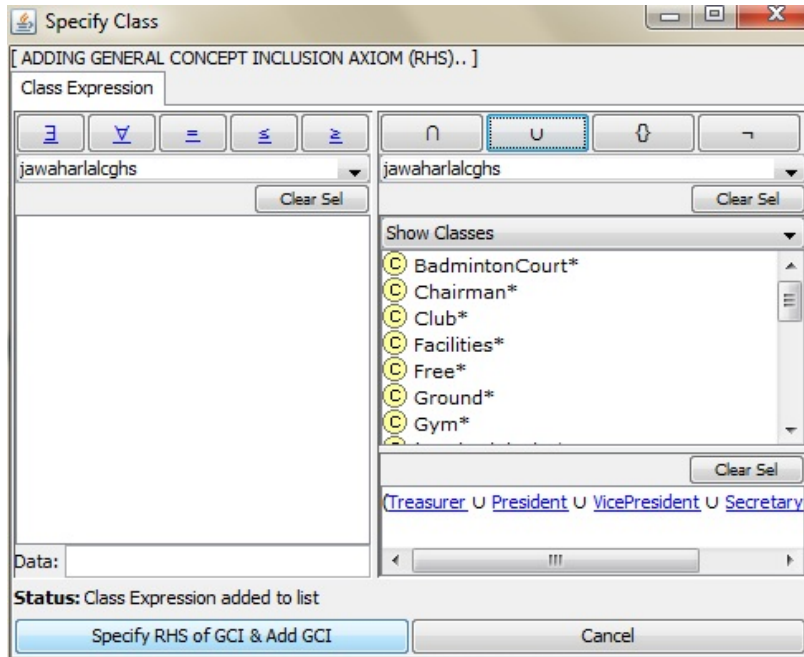 Specify Class
[ ADDING GENERAL CONCEPT INCLUSION AXIOM (RHS).. ]
Class Expression
∃ ∀ = ≤ ≥ ∩ ∪ {} ¬
jawaharlalcghs jawaharlalcghs
Clear Sel Clear Sel
Show Classes
C BadmintonCourt*
C Chairman*
C Club*
C Facilities*
C Free*
C Ground*
C Gym*
Clear Sel
(Treasurer ∪ President ∪ VicePresident ∪ Secretary
Data:
Status: Class Expression added to list
Specify RHS of GCI & Add GCI Cancel